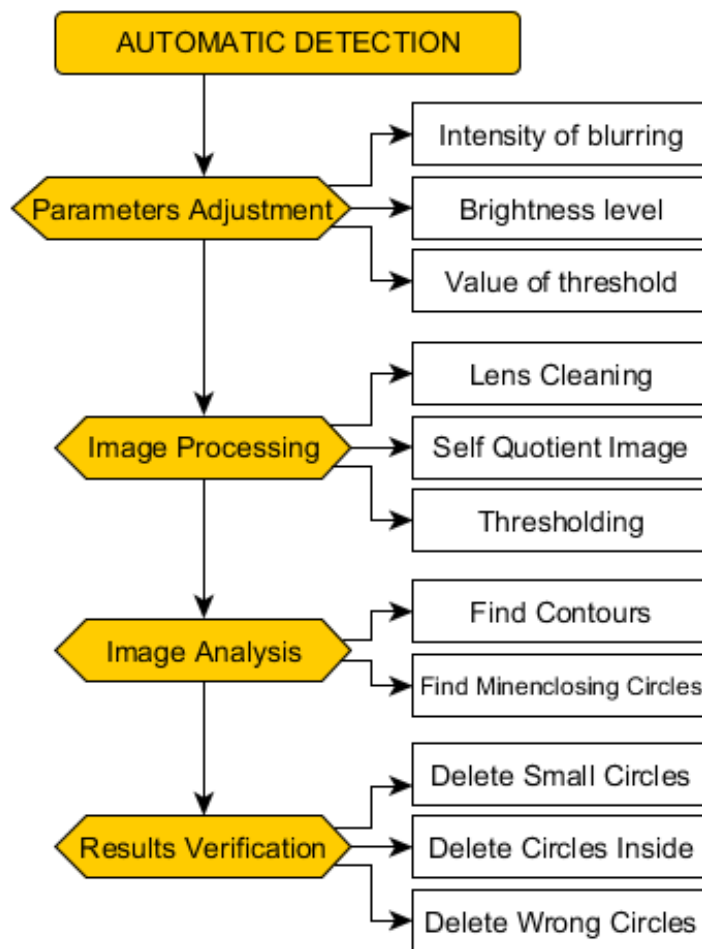 AUTOMATIC DETECTION
Parameters Adjustment
Intensity of blurring
Brightness level
Value of threshold
Image Processing
Lens Cleaning
Self Quotient Image
Thresholding
Image Analysis
Find Contours
Find Minenclosing Circles
Results Verification
Delete Small Circles
Delete Circles Inside
Delete Wrong Circles